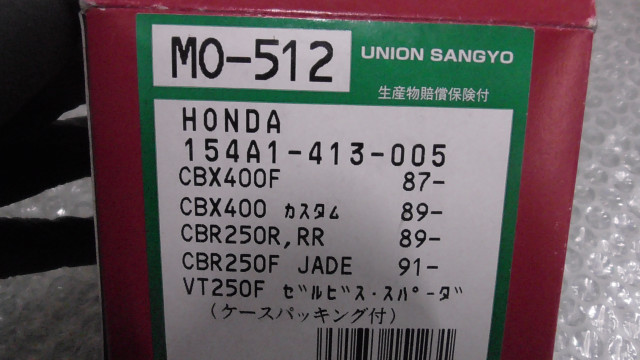 MO-512
UNION SANGYO
生産物賠償保険付
HONDA
154A1-413-005
CBX400F 87-
CBX400 ｶｽﾀﾑ 89-
CBR250R,RR 89-
CBR250F JADE 91-
VT250F ｾﾞﾙﾋﾞｽ･ｽﾊﾟｰﾀﾞ
(ケースパッキング付)